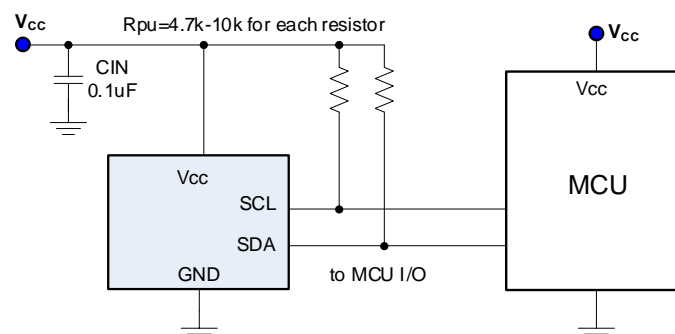 Vcc
Rpu=4.7k-10k for each resistor
Vcc
CIN
0.1uF
Vcc
Vcc
MCU
SCL
SDA
GND
to MCU I/O